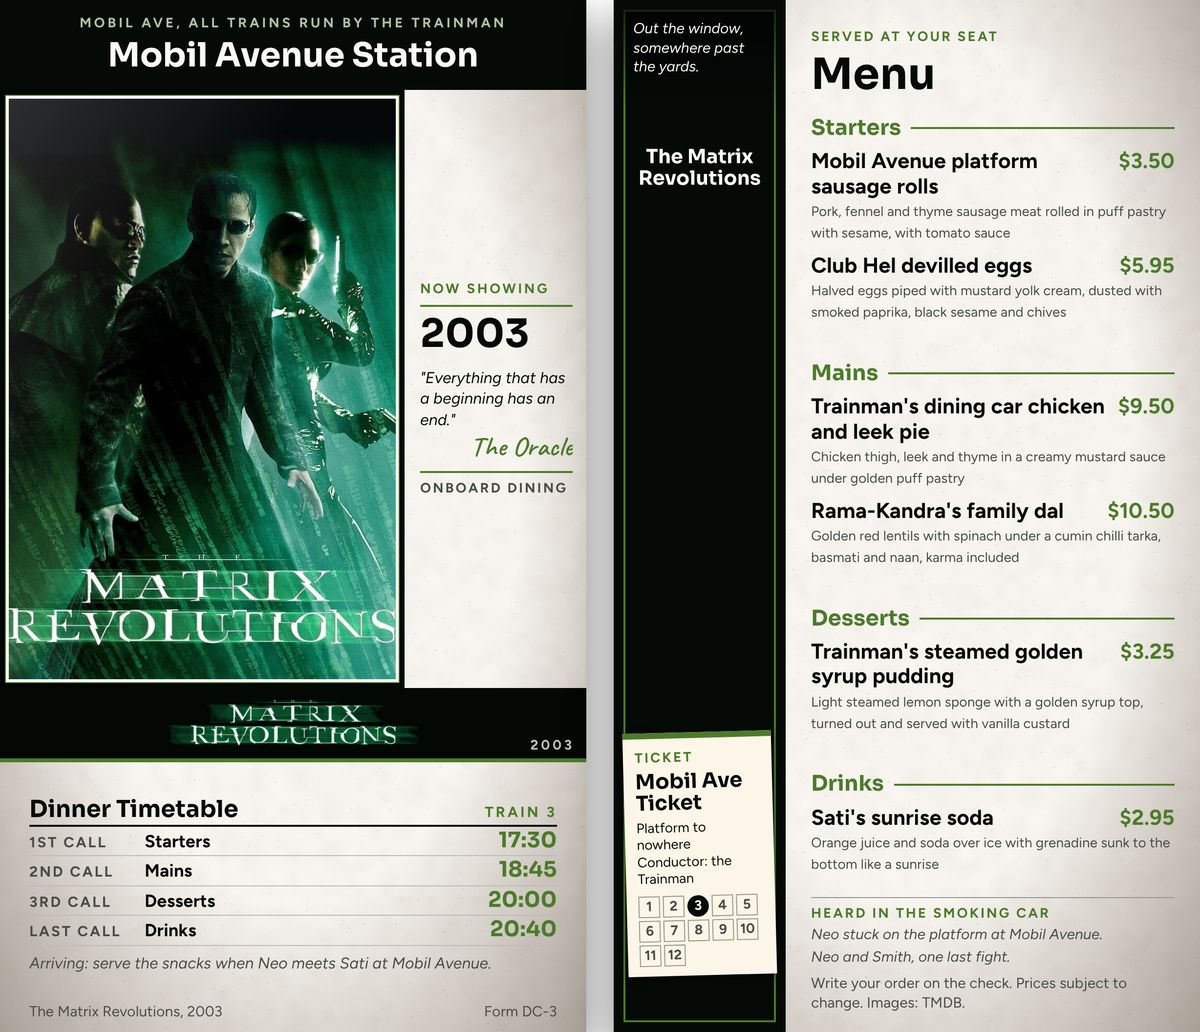 MOBIL AVE, ALL TRAINS RUN BY THE TRAINMAN
Mobil Avenue Station
THE
MATRIX
REVOLUTIONS
NOW SHOWING
2003
"Everything that has
a beginning has an
end."
The Oracle
ONBOARD DINING
THE
MATRIX
REVOLUTIONS
2003
Dinner Timetable
TRAIN 3
1ST CALL Starters 17:30
2ND CALL Mains 18:45
3RD CALL Desserts 20:00
LAST CALL Drinks 20:40
Arriving: serve the snacks when Neo meets Sati at Mobil Avenue.
The Matrix Revolutions, 2003
Form DC-3
Out the window,
somewhere past
the yards.
The Matrix
Revolutions
TICKET
Mobil Ave
Ticket
Platform to
nowhere
Conductor: the
Trainman
1 2 3 4 5
6 7 8 9 10
11 12
SERVED AT YOUR SEAT
Menu
Starters
Mobil Avenue platform $3.50
sausage rolls
Pork, fennel and thyme sausage meat rolled in puff pastry
with sesame, with tomato sauce
Club Hel devilled eggs $5.95
Halved eggs piped with mustard yolk cream, dusted with
smoked paprika, black sesame and chives
Mains
Trainman's dining car chicken $9.50
and leek pie
Chicken thigh, leek and thyme in a creamy mustard sauce
under golden puff pastry
Rama-Kandra's family dal $10.50
Golden red lentils with spinach under a cumin chilli tarka,
basmati and naan, karma included
Desserts
Trainman's steamed golden $3.25
syrup pudding
Light steamed lemon sponge with a golden syrup top,
turned out and served with vanilla custard
Drinks
Sati's sunrise soda $2.95
Orange juice and soda over ice with grenadine sunk to the
bottom like a sunrise
HEARD IN THE SMOKING CAR
Neo stuck on the platform at Mobil Avenue.
Neo and Smith, one last fight.
Write your order on the check. Prices subject to
change. Images: TMDB.